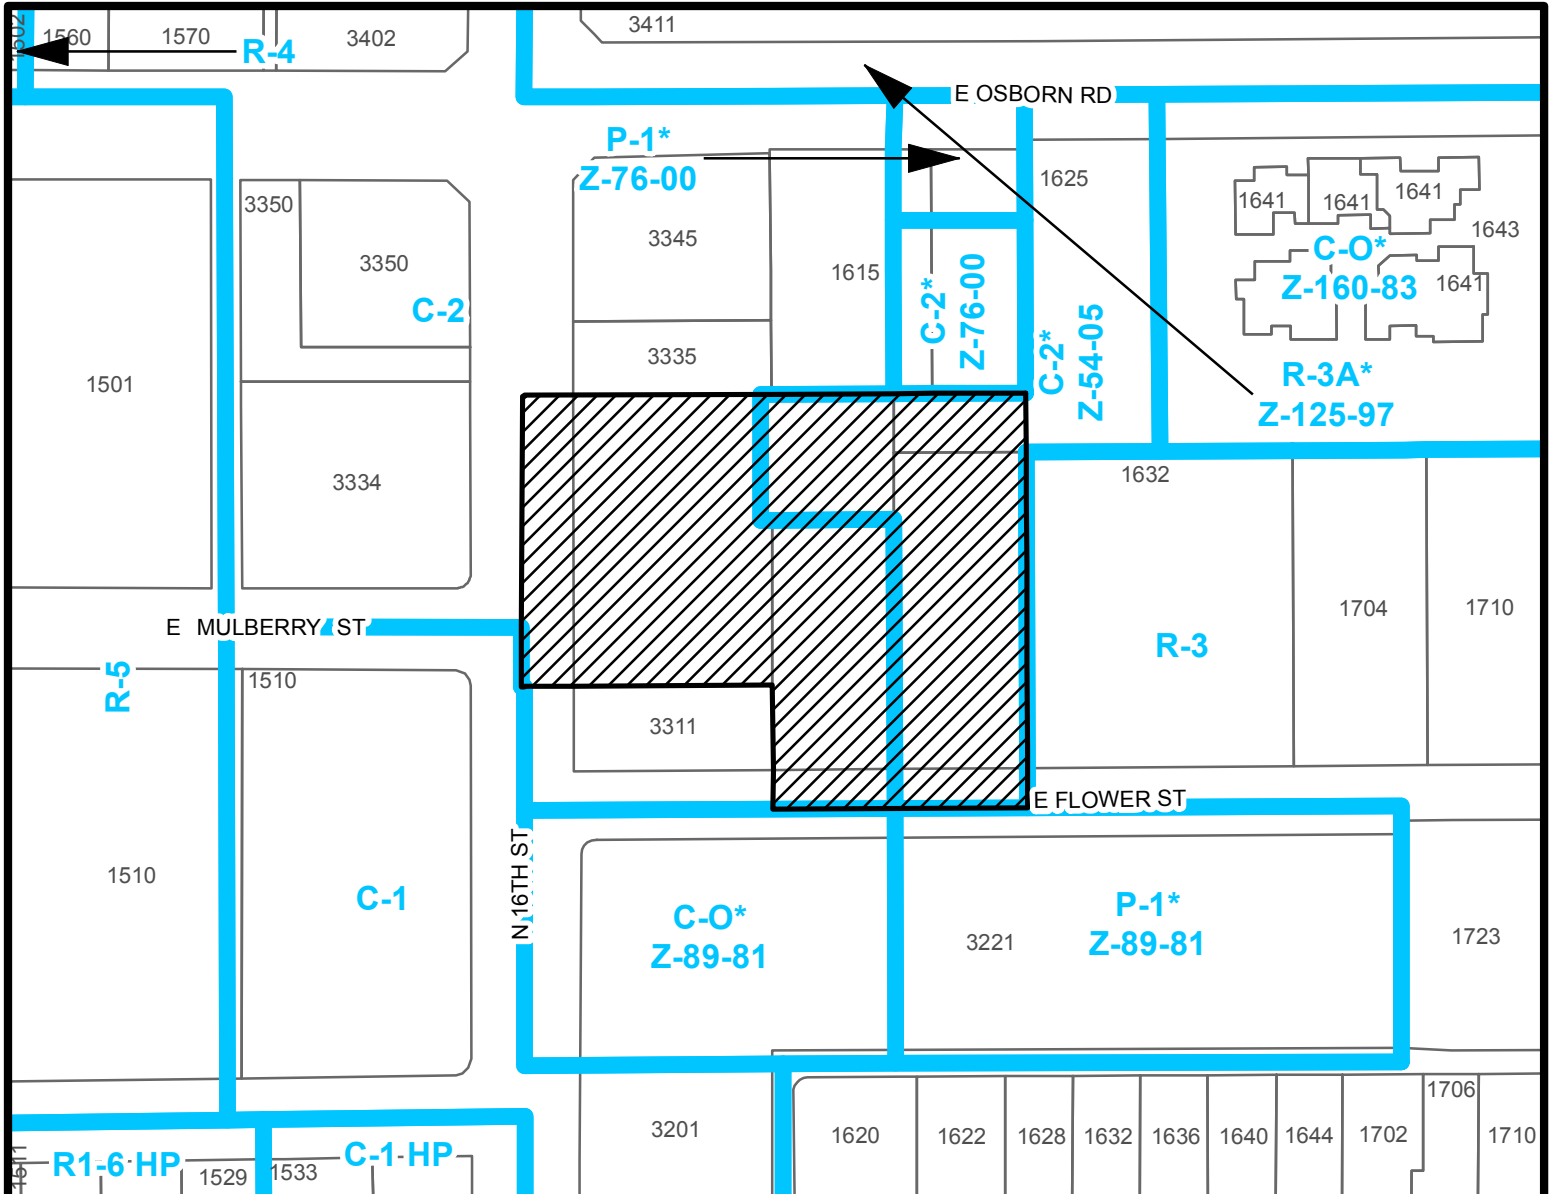 1602
1560
1570
R-4
3402
3411
E OSBORN RD
P-1*
Z-76-00
3350
3350
C-2
3345
3335
1615
C-2*
Z-76-00
1625
C-2*
Z-54-05
1641
1641
1641
1643
C-O*
Z-160-83
1641
R-3A*
Z-125-97
1501
3334
1632
1704
1710
R-3
E MULBERRY ST
R-5
1510
3311
E FLOWER ST
1510
C-1
N 16TH ST
C-O*
Z-89-81
3221
P-1*
Z-89-81
1723
1511
R1-6 HP
1529
1533
C-1 HP
3201
1620
1622
1628
1632
1636
1640
1644
1702
1706
1710